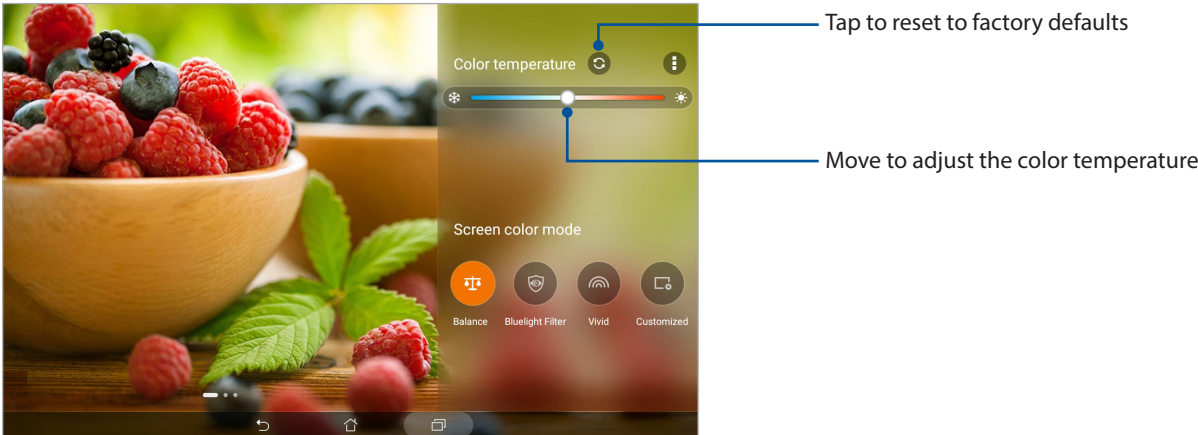 Tap to reset to factory defaults
Color temperature
Move to adjust the color temperature
Screen color mode
Balance Bluelight Filter Vivid Customized